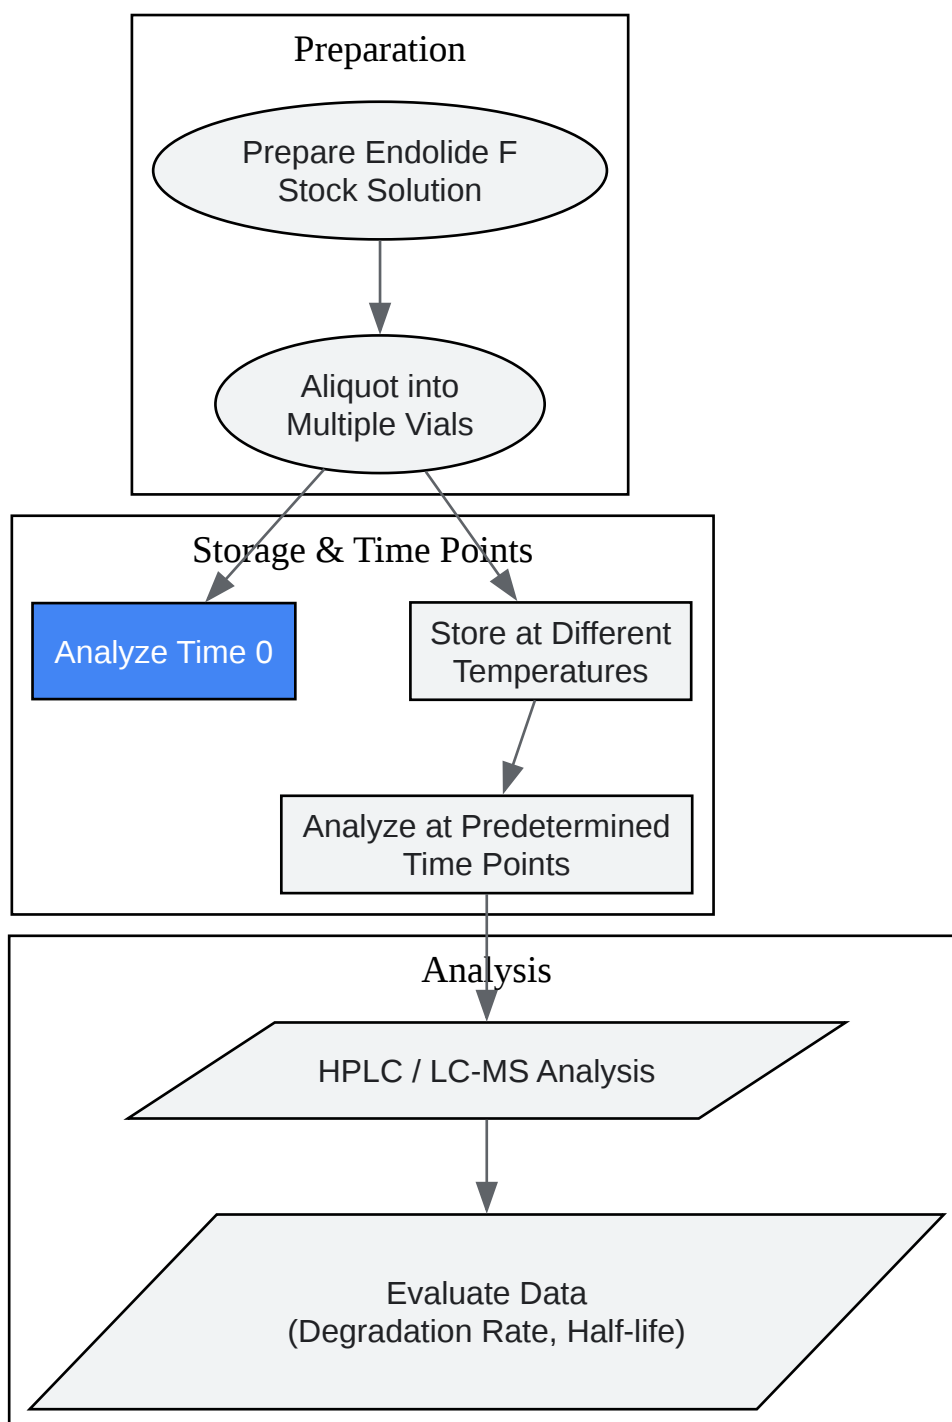 Preparation
Prepare Endolide F
Stock Solution
Aliquot into
Multiple Vials
Storage & Time Points
Analyze Time 0
Store at Different
Temperatures
Analyze at Predetermined
Time Points
Analysis
HPLC / LC-MS Analysis
Evaluate Data
(Degradation Rate, Half-life)